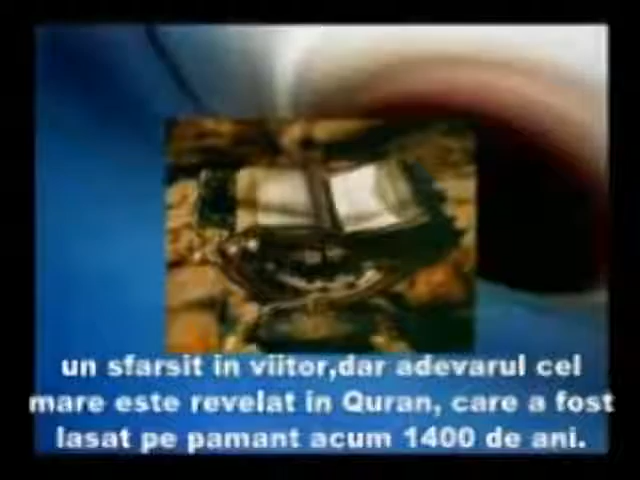 un sfarsit in viitor,dar adevarul cel
mare este revelat in Quran, care a fost
lasat pe pamant acum 1400 de ani.